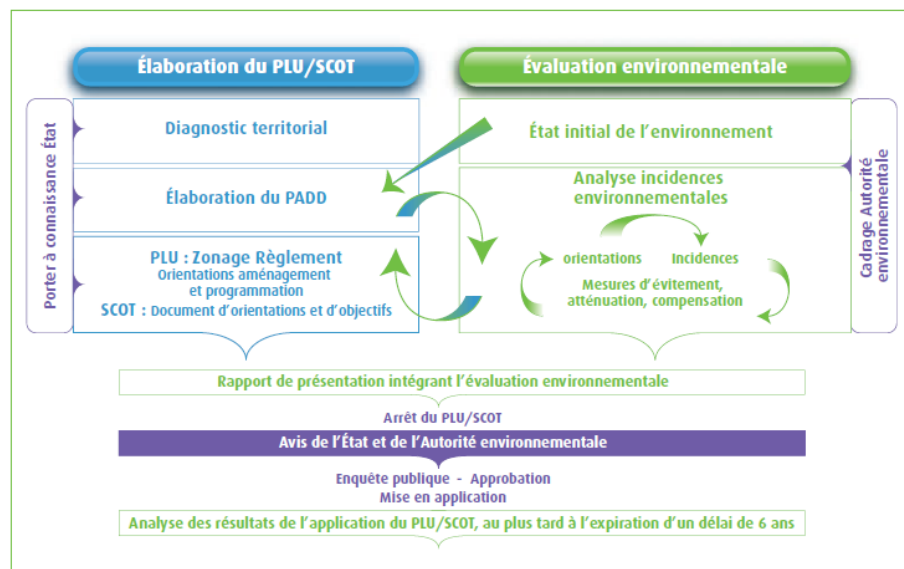 Élaboration du PLU/SCOT
Évaluation environnementale
Porter à connaissance État
Diagnostic territorial
État initial de l'environnement
Élaboration du PADD
Analyse incidences
environnementales
PLU : Zonage Règlement
Orientations aménagement
et programmation
SCOT : Document d'orientations et d'objectifs
orientations
Incidences
Mesures d'évitement,
atténuation, compensation
Cadrage Autorité
environnementale
Rapport de présentation intégrant l'évaluation environnementale
Arrêt du PLU/SCOT
Avis de l'État et de l'Autorité environnementale
Enquête publique - Approbation
Mise en application
Analyse des résultats de l'application du PLU/SCOT, au plus tard à l'expiration d'un délai de 6 ans